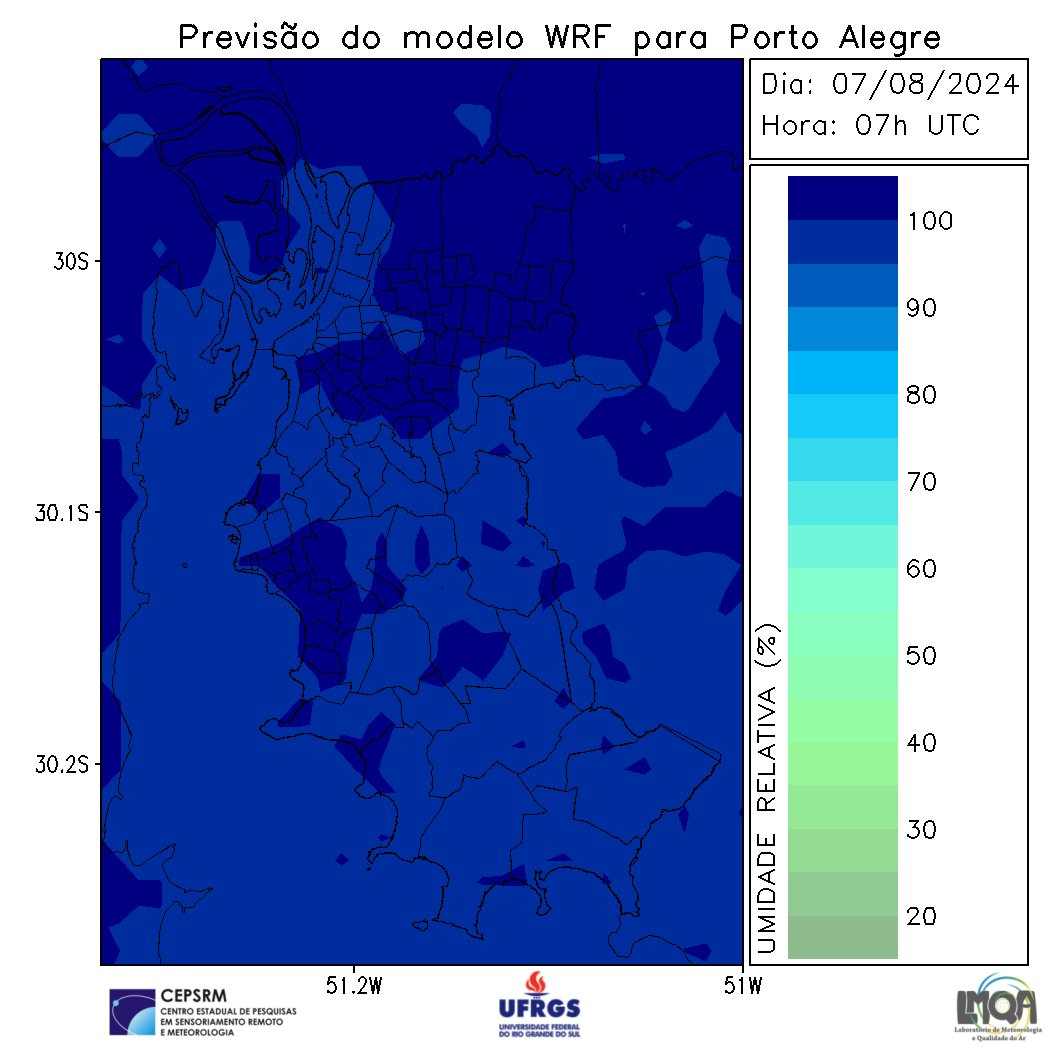 Previsão do modelo WRF para Porto Alegre
Dia: 07/08/2024
Hora: 07h UTC
100
90
80
70
60
50
40
30
20
UMIDADE RELATIVA (%)
30S
30.1S
30.2S
51.2W
51W
CEPSRM
CENTRO ESTADUAL DE PESQUISAS
EM SENSORIAMENTO REMOTO
E METEOROLOGIA
UFRGS
UNIVERSIDADE FEDERAL
DO RIO GRANDE DO SUL
LMQA
Laboratório de Meteorologia
e Qualidade do Ar